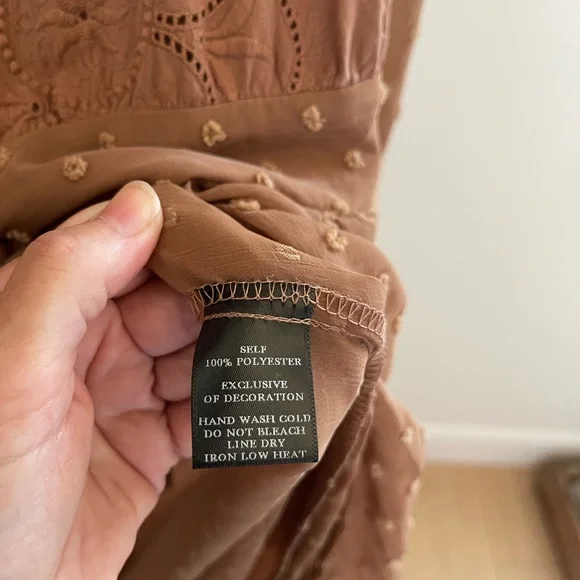 SELF
100% POLYESTER
EXCLUSIVE
OF DECORATION
HAND WASH COLD
DO NOT BLEACH
LINE DRY
IRON LOW HEAT